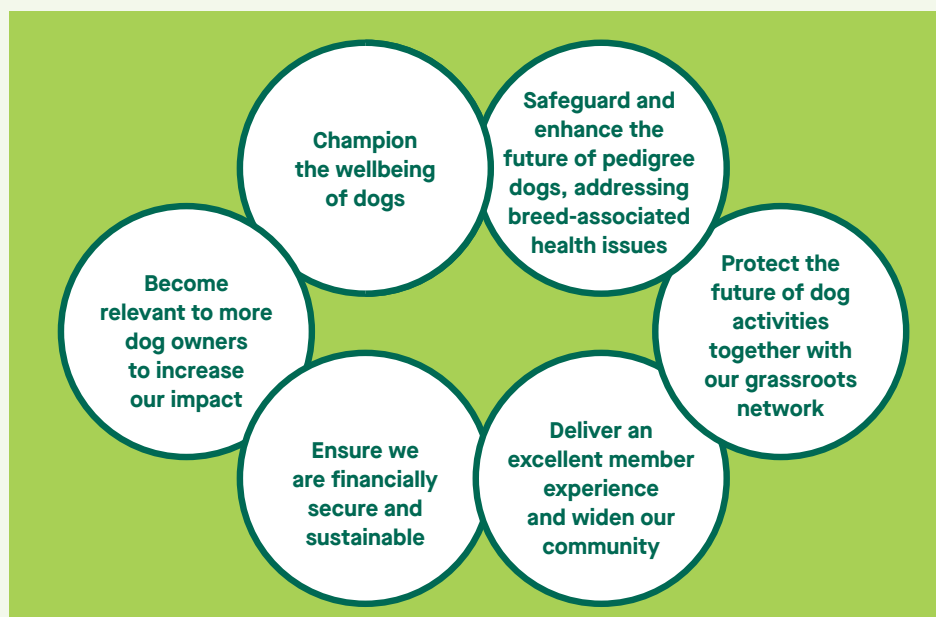 Champion
the wellbeing
of dogs
Safeguard and
enhance the
future of pedigree
dogs, addressing
breed-associated
health issues
Protect the
future of dog
activities
together with
our grassroots
network
Deliver an
excellent member
experience
and widen our
community
Ensure we
are financially
secure and
sustainable
Become
relevant to more
dog owners
to increase
our impact